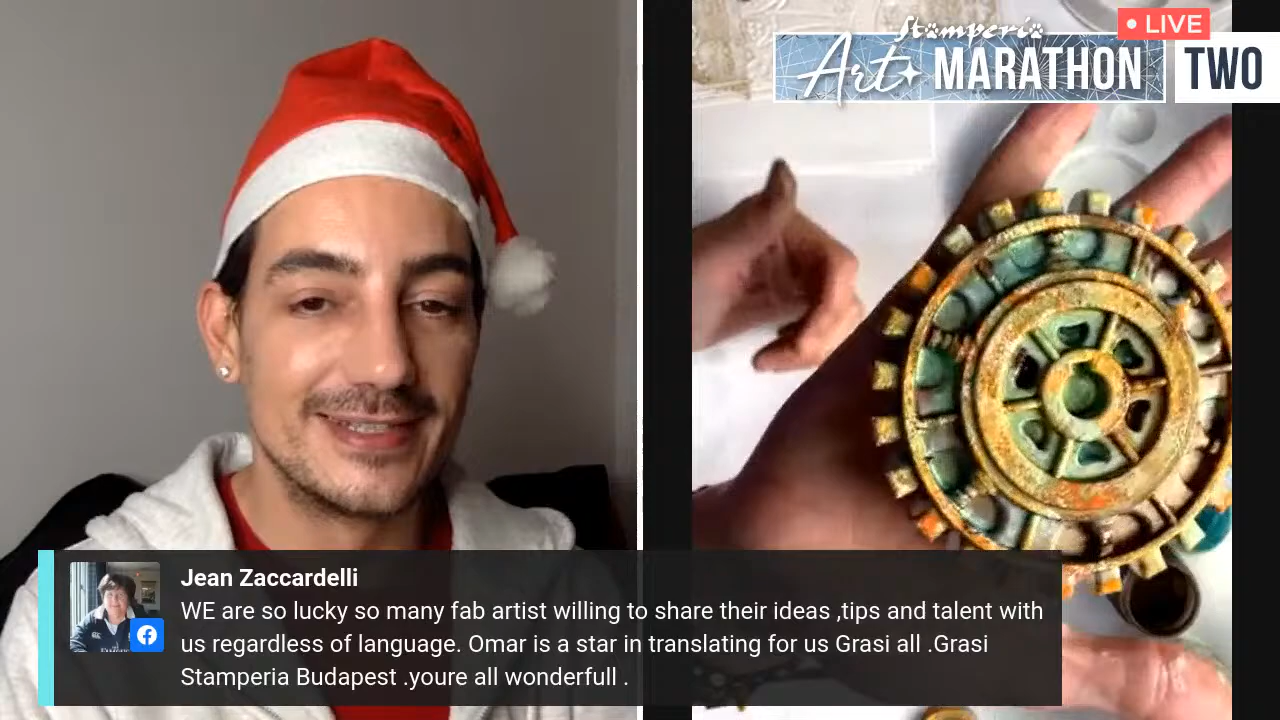 LIVE
Stamperia
Art MARATHON TWO
Jean Zaccardelli
WE are so lucky so many fab artist willing to share their ideas ,tips and talent with
us regardless of language. Omar is a star in translating for us Grasi all .Grasi
Stamperia Budapest .youre all wonderfull .